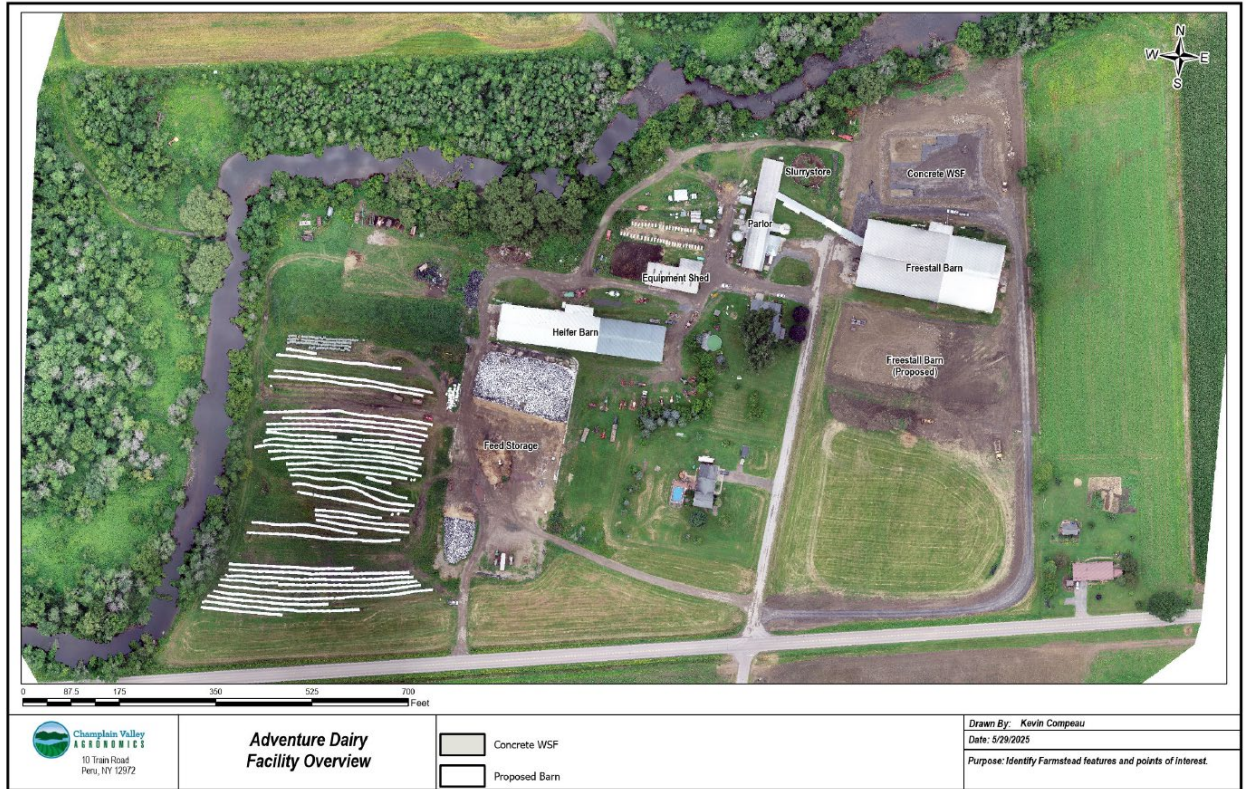 N
W E
S
Slurrystore
Concrete WSF
Parlor
Freestall Barn
Equipment Shed
Heifer Barn
Freestall Barn
(Proposed)
Feed Storage
0 87.5 175 350 525 700
Feet
Champlain Valley
AGRONOMICS
10 Train Road
Peru, NY 12972
Adventure Dairy
Facility Overview
Concrete WSF
Proposed Barn
Drawn By: Kevin Compeau
Date: 5/29/2025
Purpose: Identify Farmstead features and points of interest.